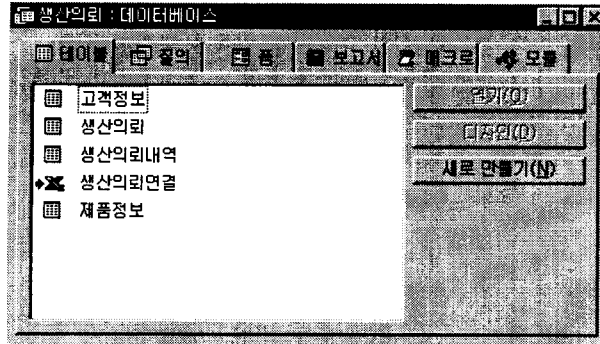 생산의뢰 : 데이터베이스
테이블 질의 폼 보고서 매크로 모듈
고객정보
생산의뢰
생산의뢰내역
생산의뢰연결
제품정보
열기(O)
디자인(D)
새로 만들기(N)